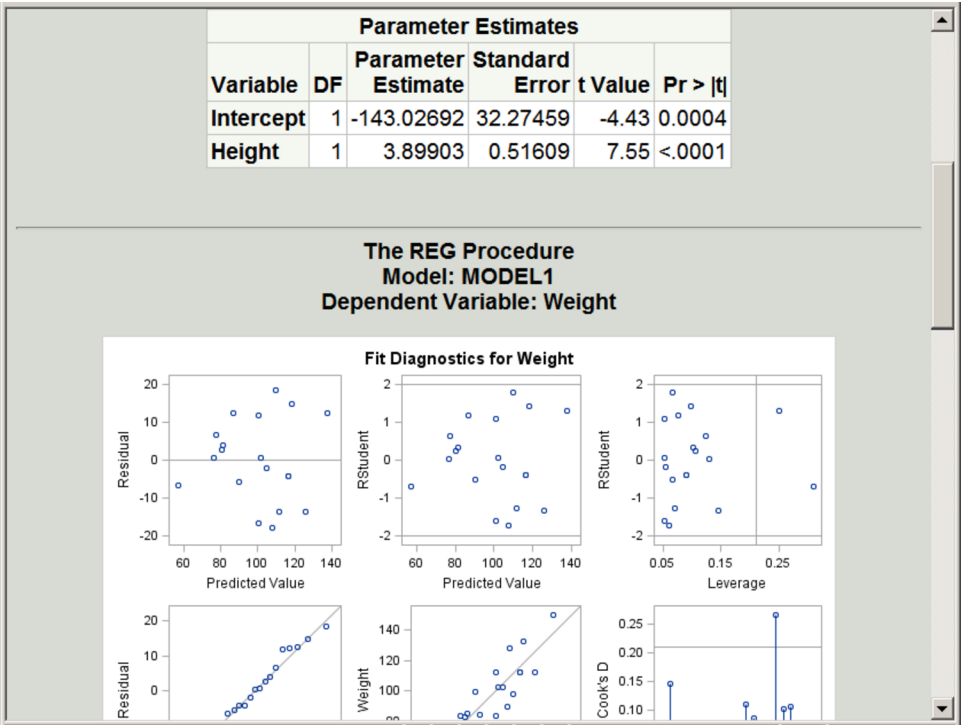 Parameter Estimates
Variable DF Parameter Estimate Standard Error t Value Pr > |t|
Intercept 1 -143.02692 32.27459 -4.43 0.0004
Height 1 3.89903 0.51609 7.55 <.0001
The REG Procedure
Model: MODEL1
Dependent Variable: Weight
Fit Diagnostics for Weight
Residual
20
10
0
-10
-20
60 80 100 120 140
Predicted Value
RStudent
2
1
0
-1
-2
60 80 100 120 140
Predicted Value
RStudent
2
1
0
-1
-2
0.05 0.15 0.25
Leverage
Residual
20
10
0
Weight
140
120
100
Cook's D
0.25
0.20
0.15
0.10